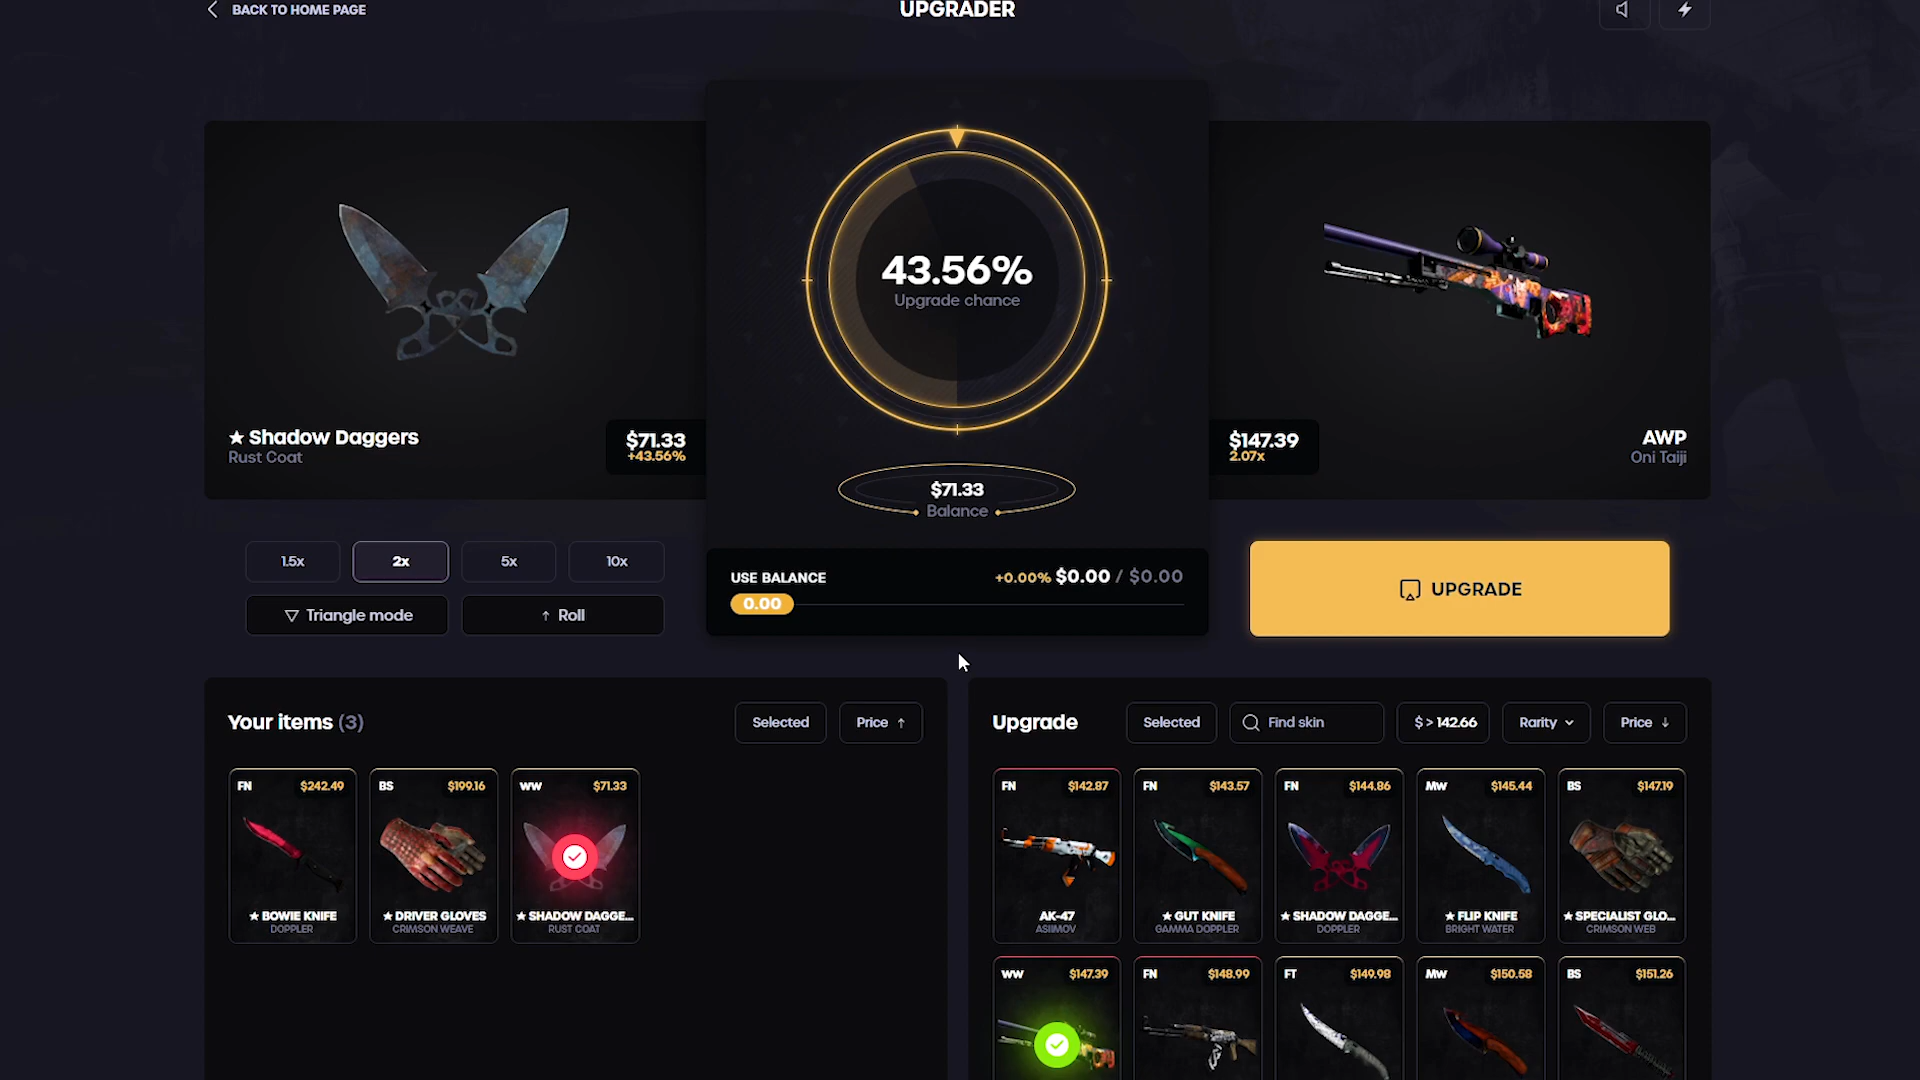 BACK TO HOME PAGE
UPGRADER
43.56%
Upgrade chance
★ Shadow Daggers
Rust Coat
$71.33
+43.56%
$147.39
2.07x
AWP
Oni Taiji
$71.33
Balance
1.5x
2x
5x
10x
Triangle mode
↑ Roll
USE BALANCE
+0.00% $0.00 / $0.00
0.00
UPGRADE
Your items (3)
Selected
Price ↑
Upgrade
Selected
Find skin
$ > 142.66
Rarity
Price ↓
FN $242.49
★ BOWIE KNIFE
DOPPLER
BS $199.16
★ DRIVER GLOVES
CRIMSON WEAVE
WW $71.33
★ SHADOW DAGGE...
RUST COAT
FN $142.87
AK-47
ASIIMOV
FN $143.57
★ GUT KNIFE
GAMMA DOPPLER
FN $144.86
★ SHADOW DAGGE...
DOPPLER
MW $145.44
★ FLIP KNIFE
BRIGHT WATER
BS $147.19
★ SPECIALIST GLO...
CRIMSON WEB
WW $147.39
FN $148.99
FT $149.98
MW $150.58
BS $151.26